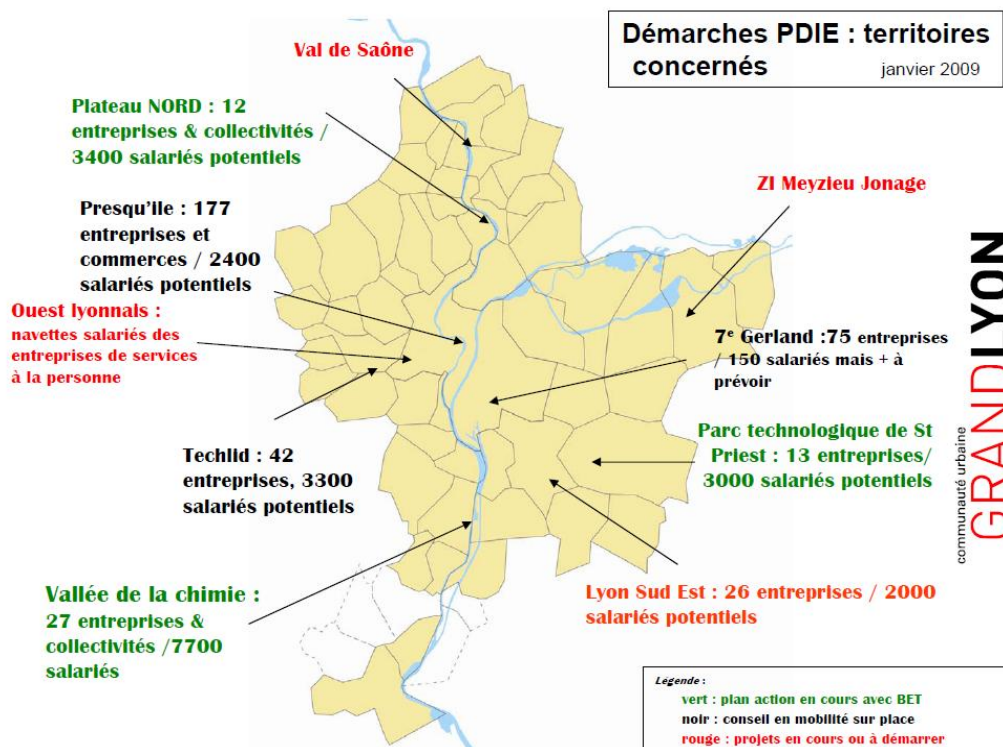 Démarches PDIE : territoires
concernés janvier 2009
Val de Saône
Plateau NORD : 12
entreprises & collectivités /
3400 salariés potentiels
ZI Meyzieu Jonage
Presqu'ile : 177
entreprises et
commerces / 2400
salariés potentiels
Ouest lyonnais :
navettes salariés des
entreprises de services
à la personne
7e Gerland :75 entreprises
/ 150 salariés mais + à
prévoir
Techlid : 42
entreprises, 3300
salariés potentiels
Parc technologique de St
Priest : 13 entreprises/
3000 salariés potentiels
Vallée de la chimie :
27 entreprises &
collectivités /7700
salariés
Lyon Sud Est : 26 entreprises / 2000
salariés potentiels
communauté urbaine
GRANDLYON
Légende :
vert : plan action en cours avec BET
noir : conseil en mobilité sur place
rouge : projets en cours ou à démarrer